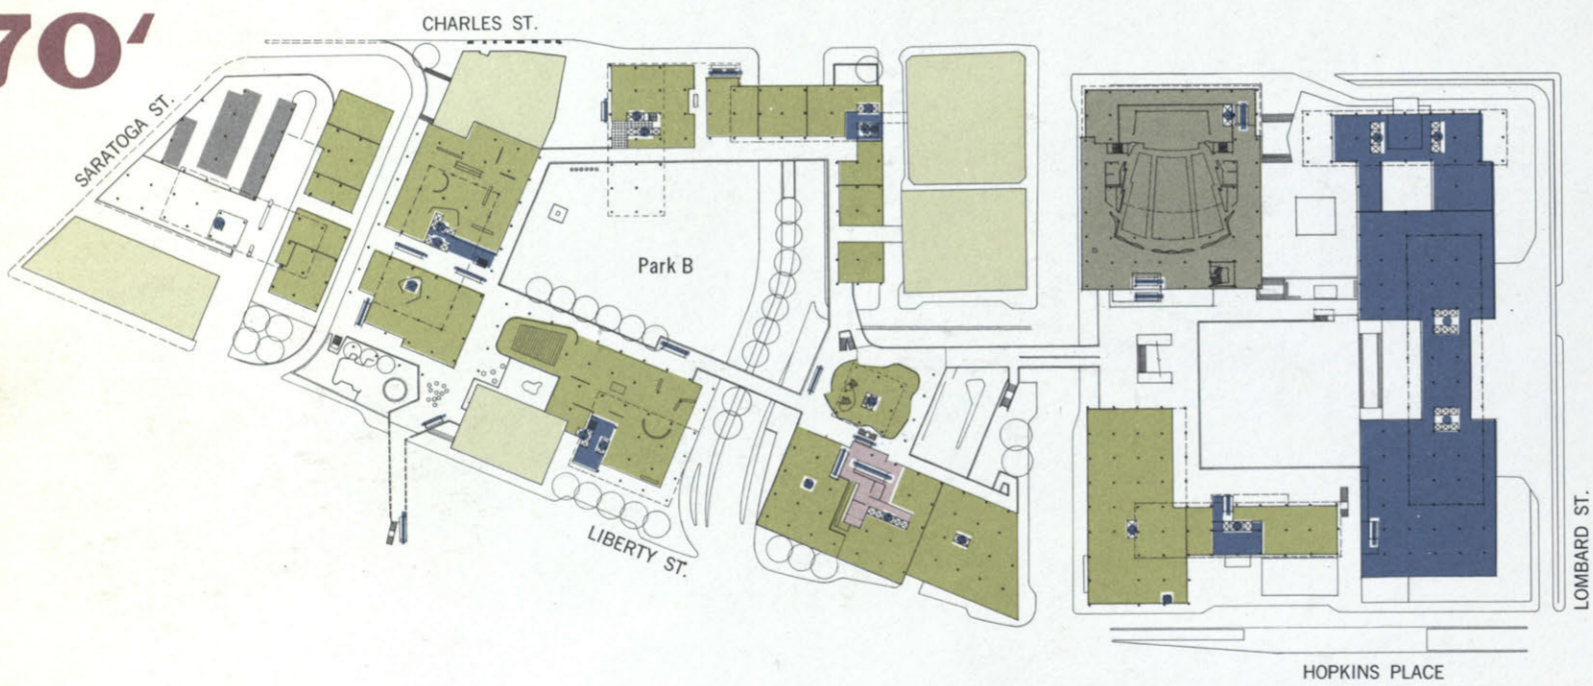 70'
CHARLES ST.
SARATOGA ST.
Park B
LIBERTY ST.
LOMBARD ST.
HOPKINS PLACE